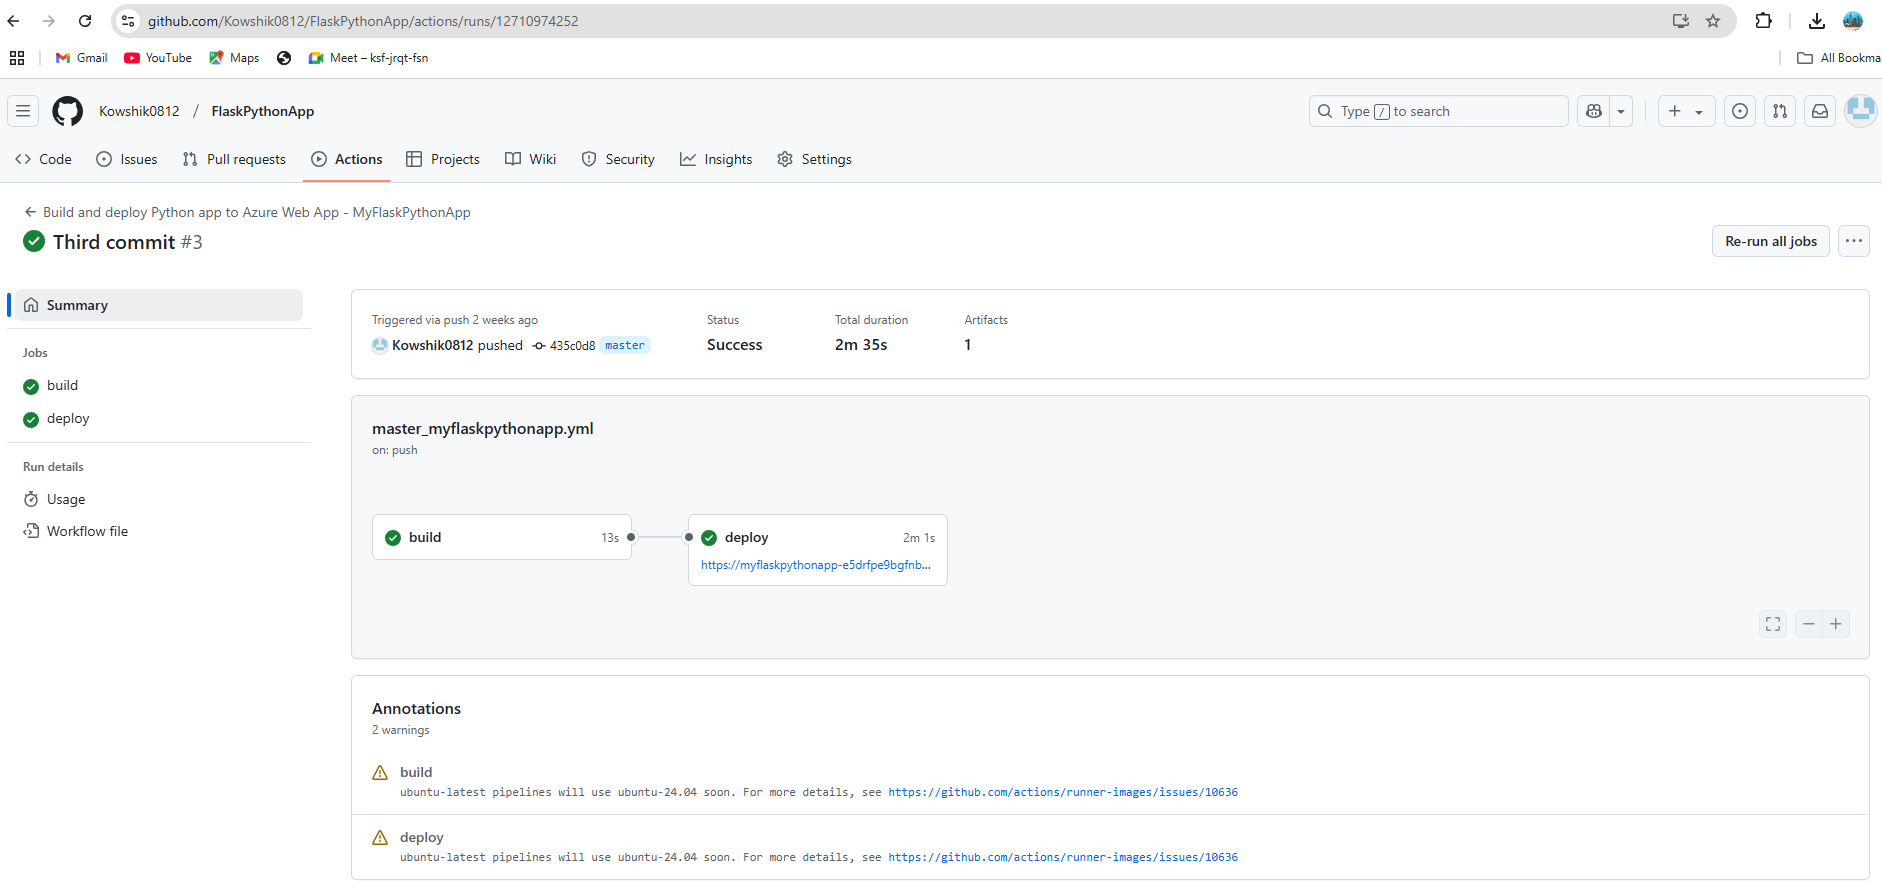 github.com/Kowshik0812/FlaskPythonApp/actions/runs/12710974252
Gmail YouTube Maps Meet – ksf-jrqt-fsn All Bookma
Kowshik0812 / FlaskPythonApp Type / to search
Code Issues Pull requests Actions Projects Wiki Security Insights Settings
Build and deploy Python app to Azure Web App - MyFlaskPythonApp
Third commit #3 Re-run all jobs
Summary
Jobs
build
deploy
Run details
Usage
Workflow file
Triggered via push 2 weeks ago Status Total duration Artifacts
Kowshik0812 pushed 435c0d8 master Success 2m 35s 1
master_myflaskpythonapp.yml
on: push
build 13s deploy 2m 1s
https://myflaskpythonapp-e5drfpe9bgfnb...
Annotations
2 warnings
build
ubuntu-latest pipelines will use ubuntu-24.04 soon. For more details, see https://github.com/actions/runner-images/issues/10636
deploy
ubuntu-latest pipelines will use ubuntu-24.04 soon. For more details, see https://github.com/actions/runner-images/issues/10636